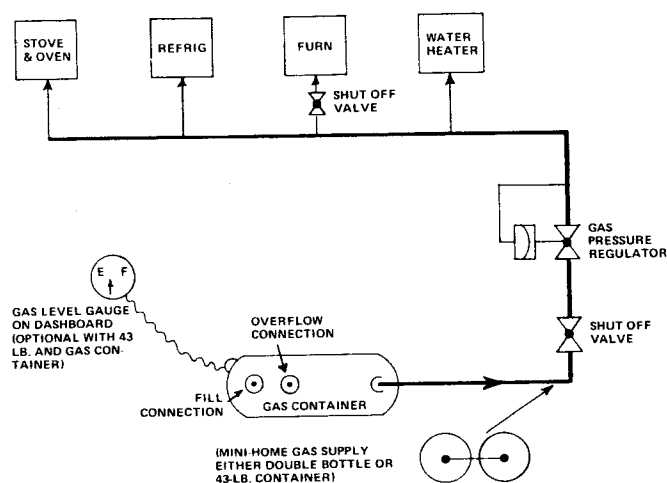 STOVE
& OVEN
REFRIG
FURN
WATER
HEATER
SHUT OFF
VALVE
GAS
PRESSURE
REGULATOR
E F
GAS LEVEL GAUGE
ON DASHBOARD
(OPTIONAL WITH 43
LB. AND GAS CON-
TAINER)
OVERFLOW
CONNECTION
SHUT OFF
VALVE
FILL
CONNECTION
GAS CONTAINER
(MINI-HOME GAS SUPPLY
EITHER DOUBLE BOTTLE OR
43-LB. CONTAINER)